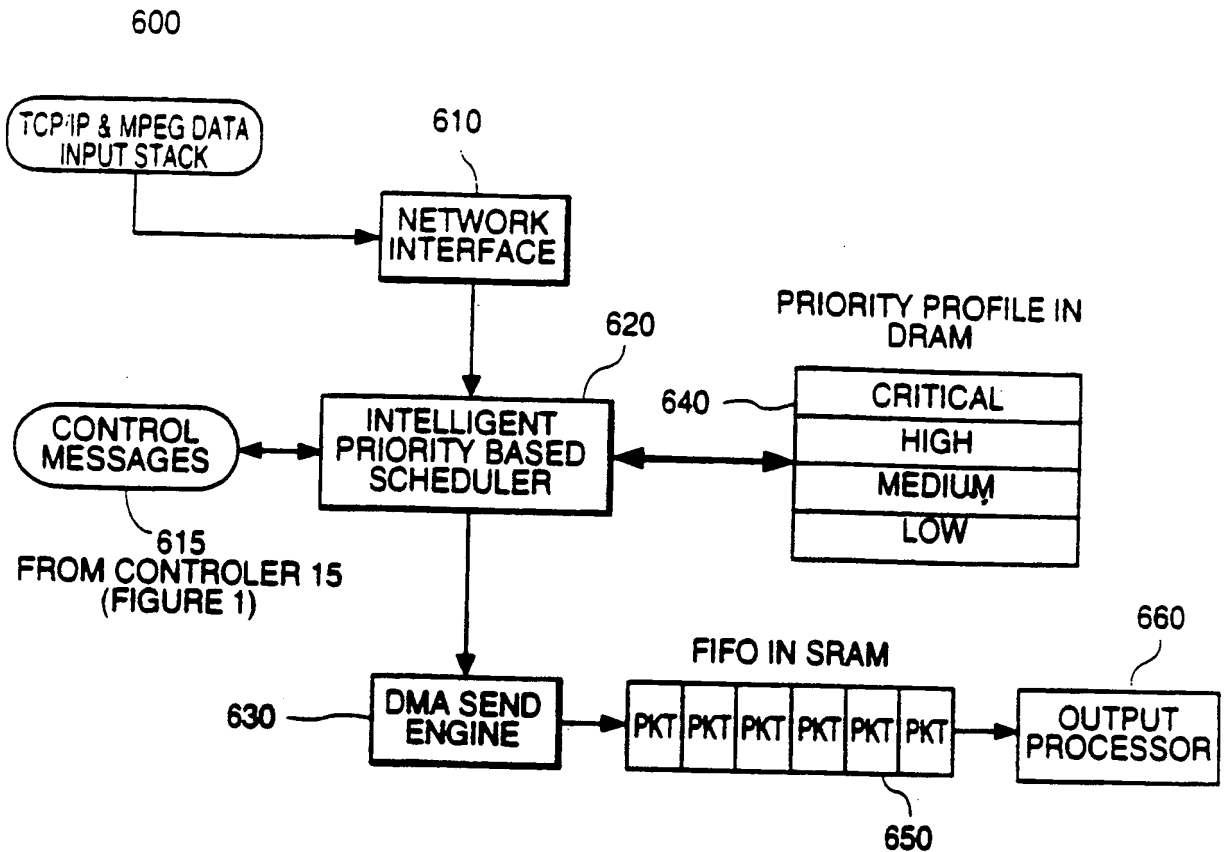 600
TCP/IP & MPEG DATA
INPUT STACK
610
NETWORK
INTERFACE
PRIORITY PROFILE IN
DRAM
620
640
CRITICAL
HIGH
MEDIUM
LOW
CONTROL
MESSAGES
INTELLIGENT
PRIORITY BASED
SCHEDULER
615
FROM CONTROLER 15
(FIGURE 1)
660
FIFO IN SRAM
630
DMA SEND
ENGINE
PKT PKT PKT PKT PKT PKT
OUTPUT
PROCESSOR
650